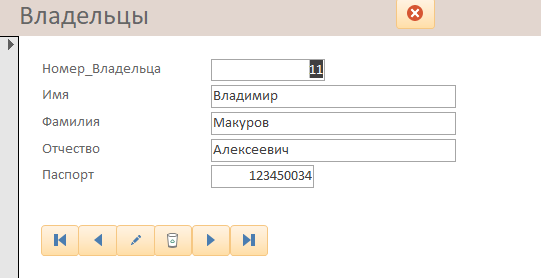 Владельцы
Номер_Владельца 11
Имя Владимир
Фамилия Макуров
Отчество Алексеевич
Паспорт 123450034